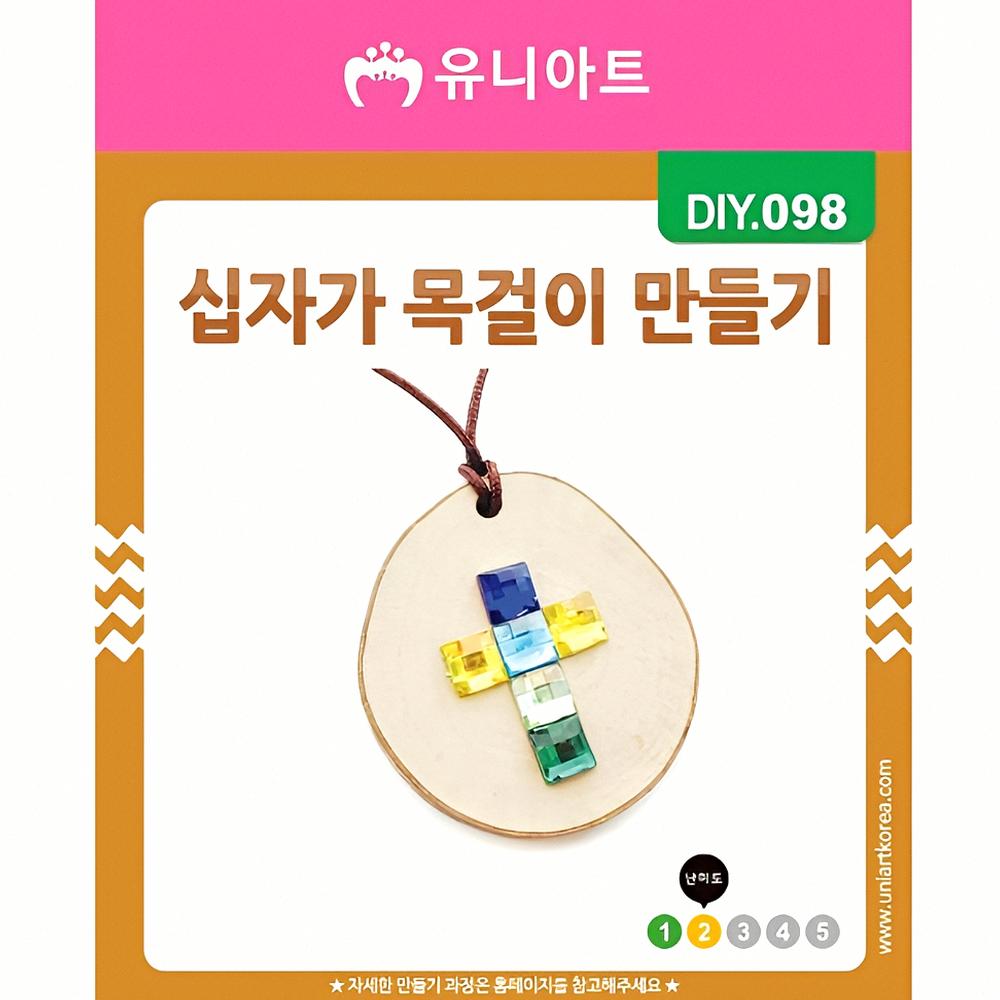 유니아트
DIY.098
십자가 목걸이 만들기
난이도
1 2 3 4 5
www.uniartkorea.com
★ 자세한 만들기 과정은 홈페이지를 참고해주세요 ★